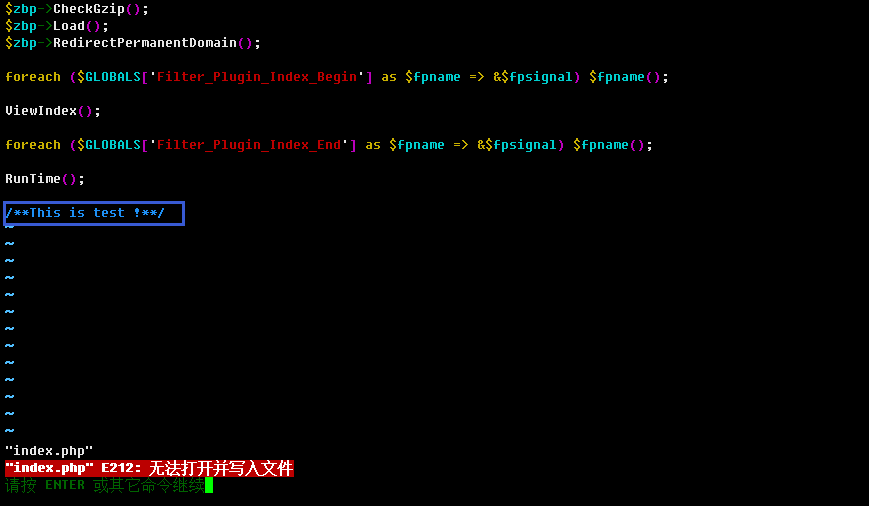 $zbp->CheckGzip();
$zbp->Load();
$zbp->RedirectPermanentDomain();
foreach ($GLOBALS['Filter_Plugin_Index_Begin'] as $fpname => &$fpsignal) $fpname();
ViewIndex();
foreach ($GLOBALS['Filter_Plugin_Index_End'] as $fpname => &$fpsignal) $fpname();
RunTime();
/**This is test !**/
~
~
~
~
~
~
~
~
~
~
~
~
~
"index.php"
"index.php" E212: 无法打开并写入文件
请按 ENTER 或其它命令继续